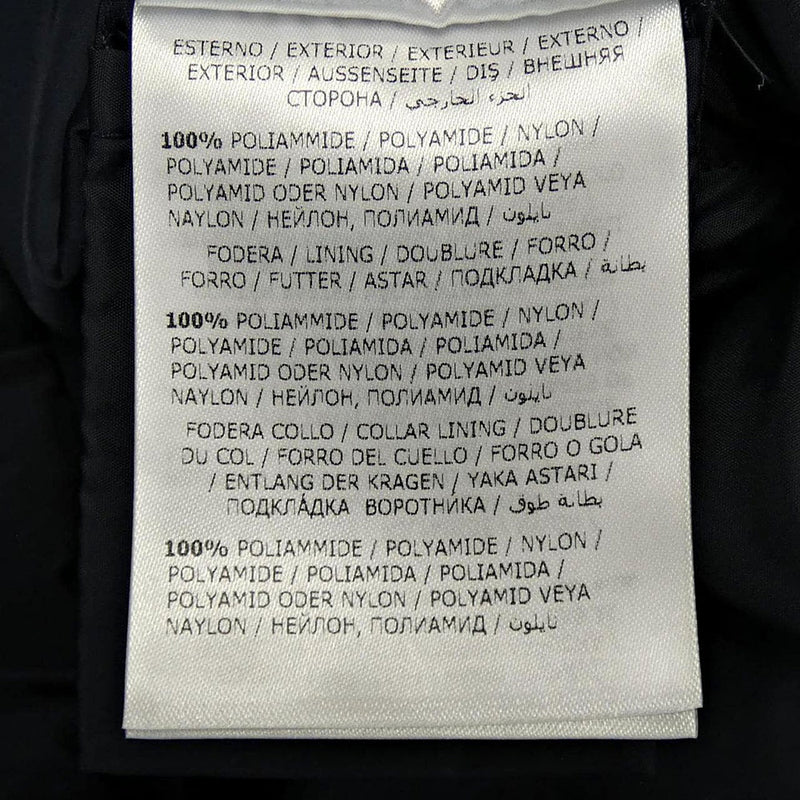 ESTERNO / EXTERIOR / EXTERIEUR / EXTERNO /
EXTERIOR / AUSSENSEITE / DIŞ / ВНЕШНЯЯ
СТОРОНА / الجزء الخارجي
100% POLIAMMIDE / POLYAMIDE / NYLON /
POLYAMIDE / POLIAMIDA / POLIAMIDA /
POLYAMID ODER NYLON / POLYAMID VEYA
NAYLON / НЕЙЛОН, ПОЛИАМИД / نايلون
FODERA / LINING / DOUBLURE / FORRO /
FORRO / FUTTER / ASTAR / ПОДКЛАДКА / بطانة
100% POLIAMMIDE / POLYAMIDE / NYLON /
POLYAMIDE / POLIAMIDA / POLIAMIDA /
POLYAMID ODER NYLON / POLYAMID VEYA
NAYLON / НЕЙЛОН, ПОЛИАМИД / نايلون
FODERA COLLO / COLLAR LINING / DOUBLURE
DU COL / FORRO DEL CUELLO / FORRO O GOLA
/ ENTLANG DER KRAGEN / YAKA ASTARI /
ПОДКЛА́ДКА ВОРОТНИ́КА / بطانة طوق
100% POLIAMMIDE / POLYAMIDE / NYLON /
POLYAMIDE / POLIAMIDA / POLIAMIDA /
POLYAMID ODER NYLON / POLYAMID VEYA
NAYLON / НЕЙЛОН, ПОЛИАМИД / نايلون